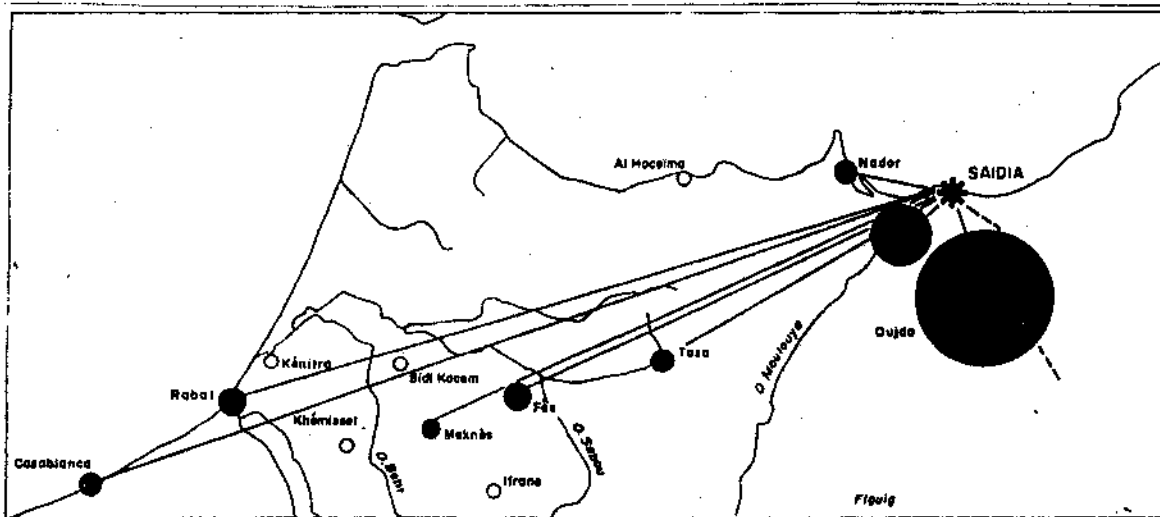 Al Hoceima
Nador
SAIDIA
Oujda
Taza
O. Moulouya
Kénitra
Sidi Kacem
Rabat
Fès
Khémisset
Meknès
O. Sebou
O. Beht
Casablanca
Ifrane
Figuig